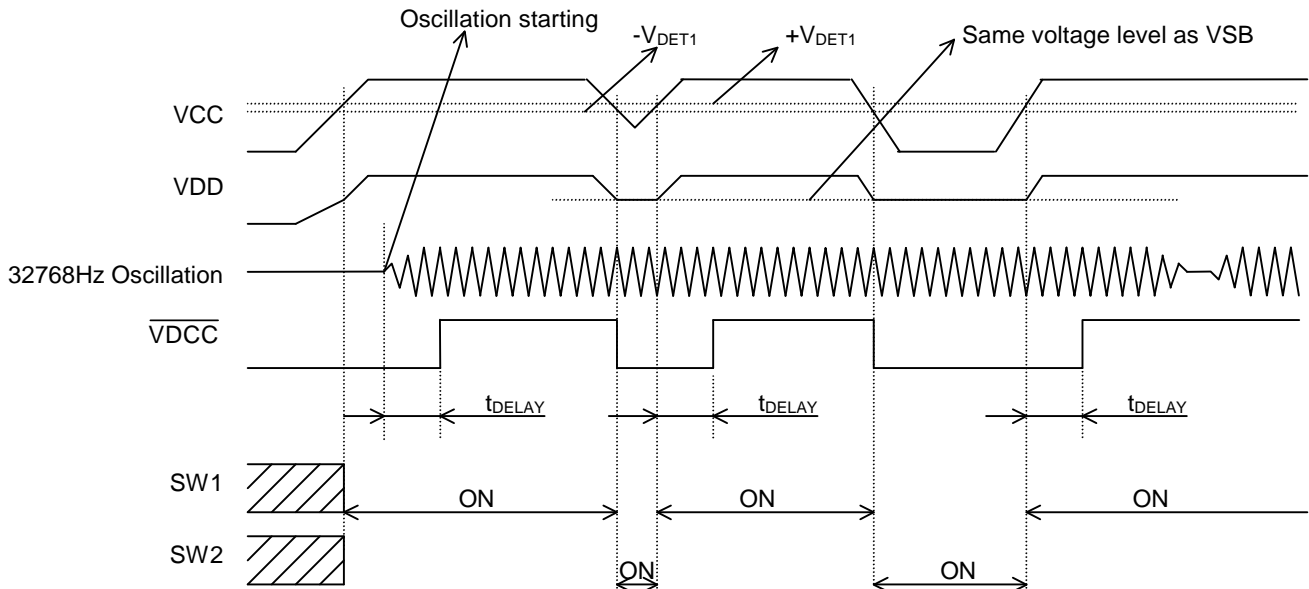 Oscillation starting
-VDET1
+VDET1
Same voltage level as VSB
VCC
VDD
32768Hz Oscillation
VDCC
tDELAY
tDELAY
tDELAY
SW1
ON
ON
ON
SW2
ON
ON